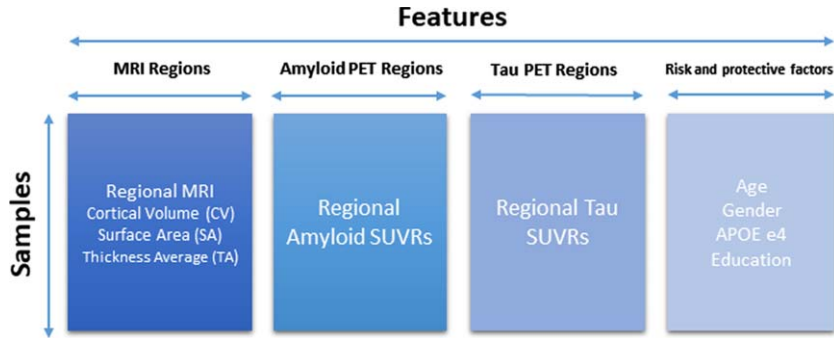 Features
MRI Regions
Amyloid PET Regions
Tau PET Regions
Risk and protective factors
Samples
Regional MRI
Cortical Volume (CV)
Surface Area (SA)
Thickness Average (TA)
Regional
Amyloid SUVRs
Regional Tau
SUVRs
Age
Gender
APOE e4
Education